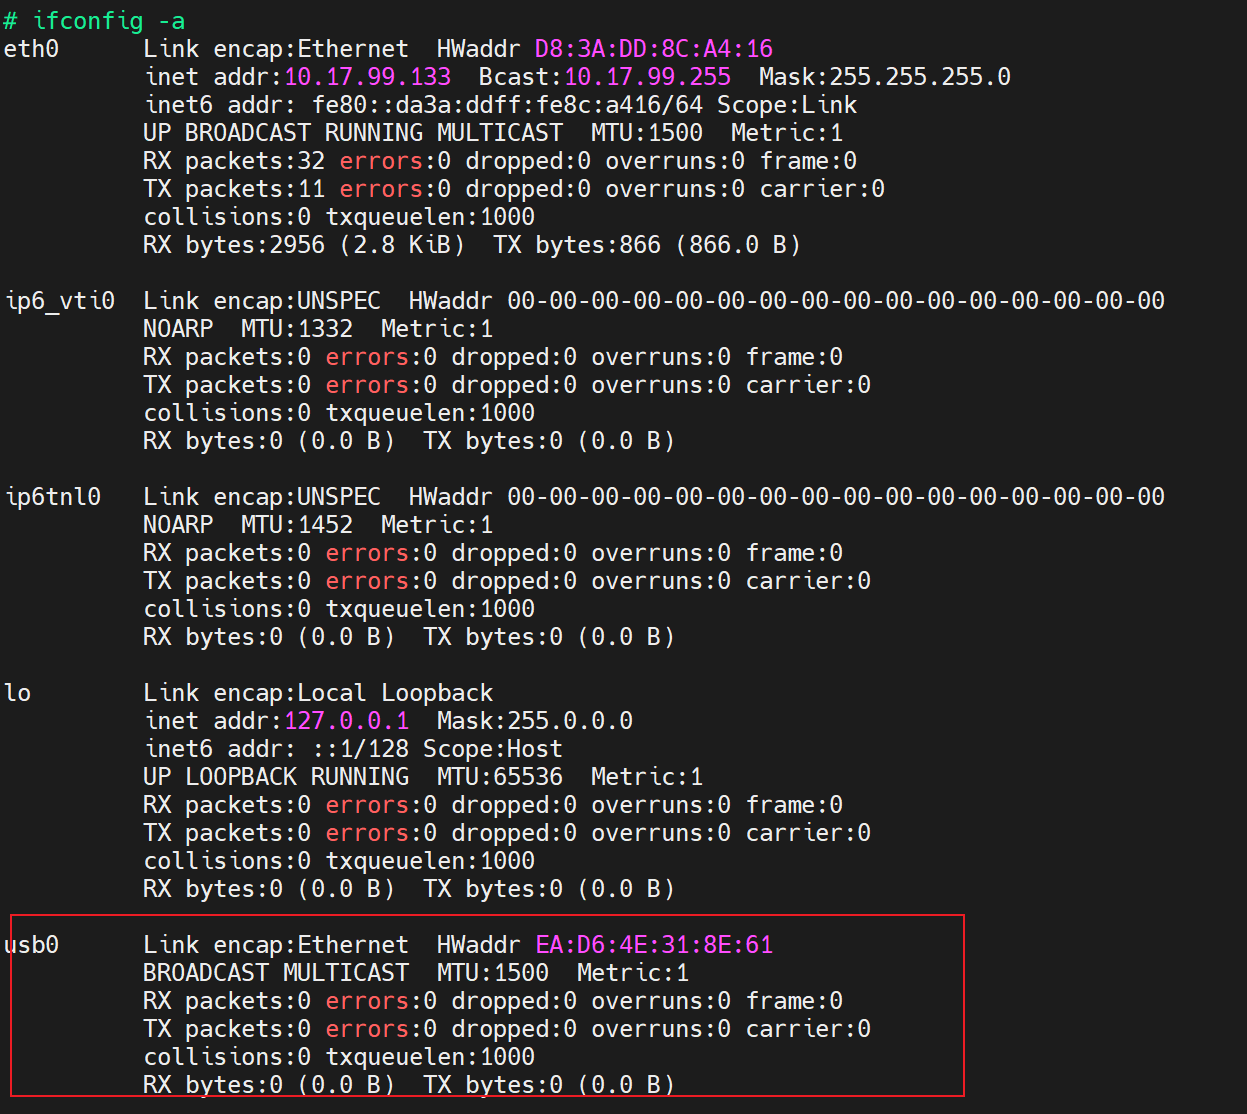 # ifconfig -a
eth0      Link encap:Ethernet  HWaddr D8:3A:DD:8C:A4:16
          inet addr:10.17.99.133  Bcast:10.17.99.255  Mask:255.255.255.0
          inet6 addr: fe80::da3a:ddff:fe8c:a416/64 Scope:Link
          UP BROADCAST RUNNING MULTICAST  MTU:1500  Metric:1
          RX packets:32 errors:0 dropped:0 overruns:0 frame:0
          TX packets:11 errors:0 dropped:0 overruns:0 carrier:0
          collisions:0 txqueuelen:1000
          RX bytes:2956 (2.8 KiB)  TX bytes:866 (866.0 B)

ip6_vti0  Link encap:UNSPEC  HWaddr 00-00-00-00-00-00-00-00-00-00-00-00-00-00-00-00
          NOARP  MTU:1332  Metric:1
          RX packets:0 errors:0 dropped:0 overruns:0 frame:0
          TX packets:0 errors:0 dropped:0 overruns:0 carrier:0
          collisions:0 txqueuelen:1000
          RX bytes:0 (0.0 B)  TX bytes:0 (0.0 B)

ip6tnl0   Link encap:UNSPEC  HWaddr 00-00-00-00-00-00-00-00-00-00-00-00-00-00-00-00
          NOARP  MTU:1452  Metric:1
          RX packets:0 errors:0 dropped:0 overruns:0 frame:0
          TX packets:0 errors:0 dropped:0 overruns:0 carrier:0
          collisions:0 txqueuelen:1000
          RX bytes:0 (0.0 B)  TX bytes:0 (0.0 B)

lo        Link encap:Local Loopback
          inet addr:127.0.0.1  Mask:255.0.0.0
          inet6 addr: ::1/128 Scope:Host
          UP LOOPBACK RUNNING  MTU:65536  Metric:1
          RX packets:0 errors:0 dropped:0 overruns:0 frame:0
          TX packets:0 errors:0 dropped:0 overruns:0 carrier:0
          collisions:0 txqueuelen:1000
          RX bytes:0 (0.0 B)  TX bytes:0 (0.0 B)

usb0      Link encap:Ethernet  HWaddr EA:D6:4E:31:8E:61
          BROADCAST MULTICAST  MTU:1500  Metric:1
          RX packets:0 errors:0 dropped:0 overruns:0 frame:0
          TX packets:0 errors:0 dropped:0 overruns:0 carrier:0
          collisions:0 txqueuelen:1000
          RX bytes:0 (0.0 B)  TX bytes:0 (0.0 B)